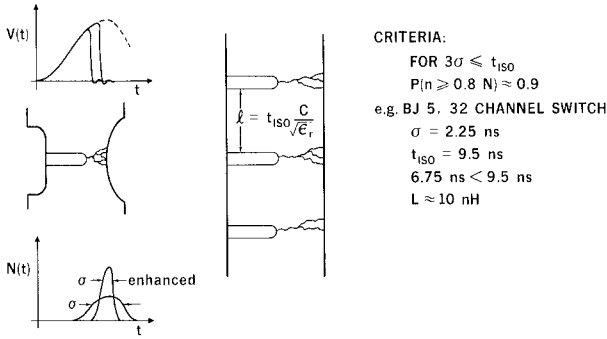 V(t)
t
ℓ = t_ISO C/√ε_r
N(t)
σ
enhanced
σ
t
CRITERIA:
FOR 3σ ⩽ t_ISO
P(n ⩾ 0.8 N) ≈ 0.9
e.g. BJ 5, 32 CHANNEL SWITCH
σ = 2.25 ns
t_ISO = 9.5 ns
6.75 ns < 9.5 ns
L ≈ 10 nH